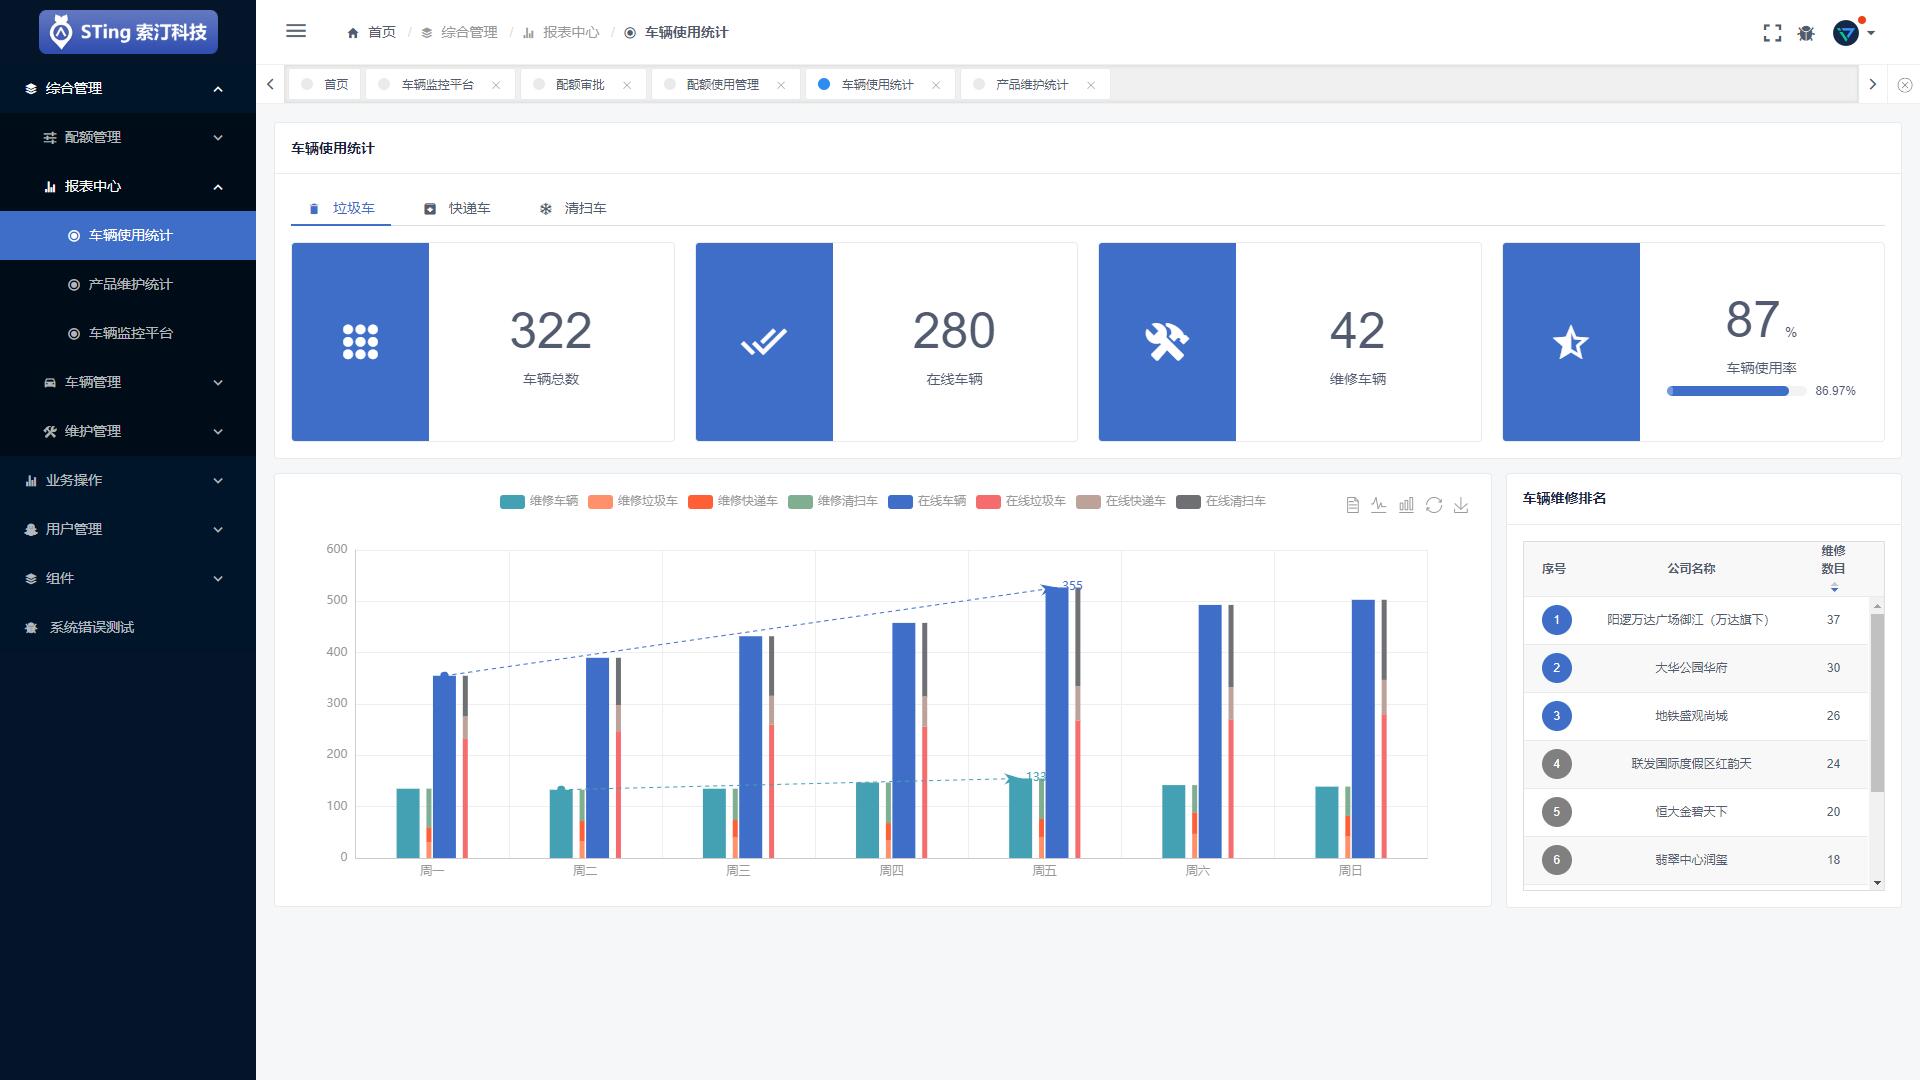 STing 索汀科技
综合管理
配额管理
报表中心
车辆使用统计
产品维护统计
车辆监控平台
车辆管理
维护管理
业务操作
用户管理
组件
系统错误测试
首页 / 综合管理 / 报表中心 / 车辆使用统计
首页 车辆监控平台 配额审批 配额使用管理 车辆使用统计 产品维护统计
车辆使用统计
垃圾车 快递车 清扫车
322
车辆总数
280
在线车辆
42
维修车辆
87 %
车辆使用率
86.97%
维修车辆 维修垃圾车 维修快递车 维修清扫车 在线车辆 在线垃圾车 在线快递车 在线清扫车
600
500
400
300
200
100
0
355
133
周一 周二 周三 周四 周五 周六 周日
车辆维修排名
序号 公司名称 维修数目
1 阳逻万达广场御江（万达旗下） 37
2 大华公园华府 30
3 地铁盛观尚城 26
4 联发国际度假区红韵天 24
5 恒大金碧天下 20
6 翡翠中心润玺 18